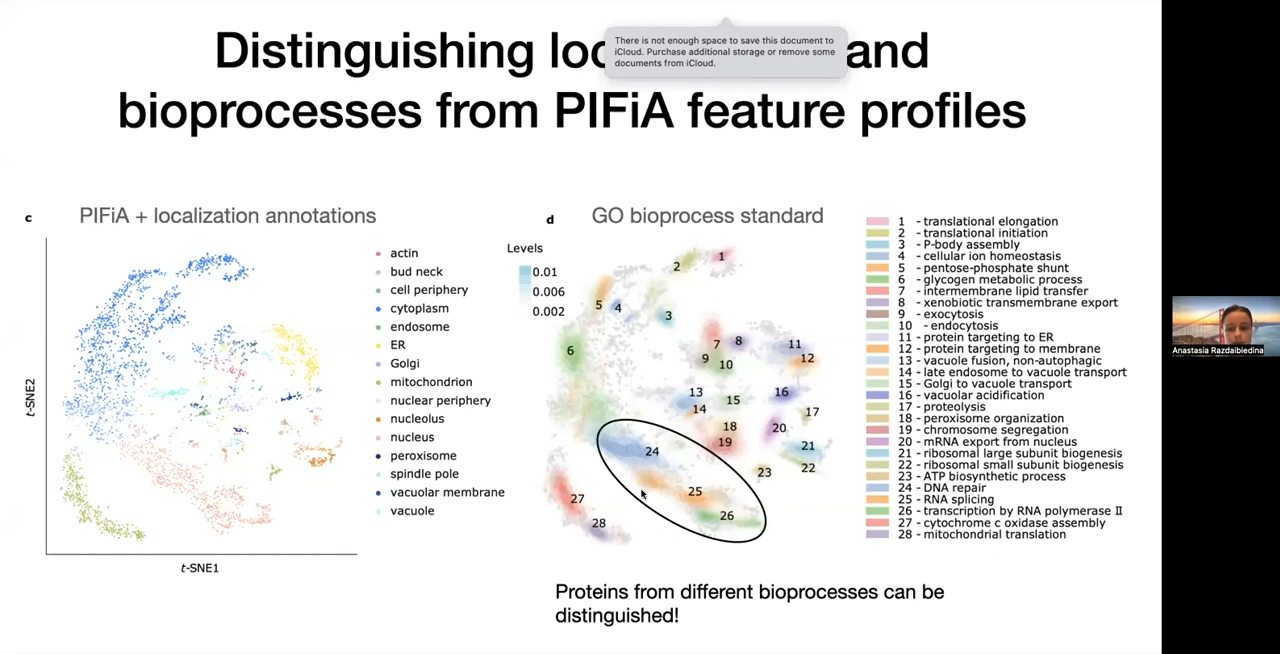 Distinguishing loc and
bioprocesses from PIFiA feature profiles
There is not enough space to save this document to
iCloud. Purchase additional storage or remove some
documents from iCloud.
c
PIFiA + localization annotations
t-SNE2
t-SNE1
actin
bud neck
cell periphery
cytoplasm
endosome
ER
Golgi
mitochondrion
nuclear periphery
nucleolus
nucleus
peroxisome
spindle pole
vacuolar membrane
vacuole
d
GO bioprocess standard
Levels
0.01
0.006
0.002
1
2
3
4
5
6
7
8
9
10
11
12
13
14
15
16
17
18
19
20
21
22
23
24
25
26
27
28
1 - translational elongation
2 - translational initiation
3 - P-body assembly
4 - cellular ion homeostasis
5 - pentose-phosphate shunt
6 - glycogen metabolic process
7 - intermembrane lipid transfer
8 - xenobiotic transmembrane export
9 - exocytosis
10 - endocytosis
11 - protein targeting to ER
12 - protein targeting to membrane
13 - vacuole fusion, non-autophagic
14 - late endosome to vacuole transport
15 - Golgi to vacuole transport
16 - vacuolar acidification
17 - proteolysis
18 - peroxisome organization
19 - chromosome segregation
20 - mRNA export from nucleus
21 - ribosomal large subunit biogenesis
22 - ribosomal small subunit biogenesis
23 - ATP biosynthetic process
24 - DNA repair
25 - RNA splicing
26 - transcription by RNA polymerase II
27 - cytochrome c oxidase assembly
28 - mitochondrial translation
Proteins from different bioprocesses can be
distinguished!
Anastasia Razdaibiedina